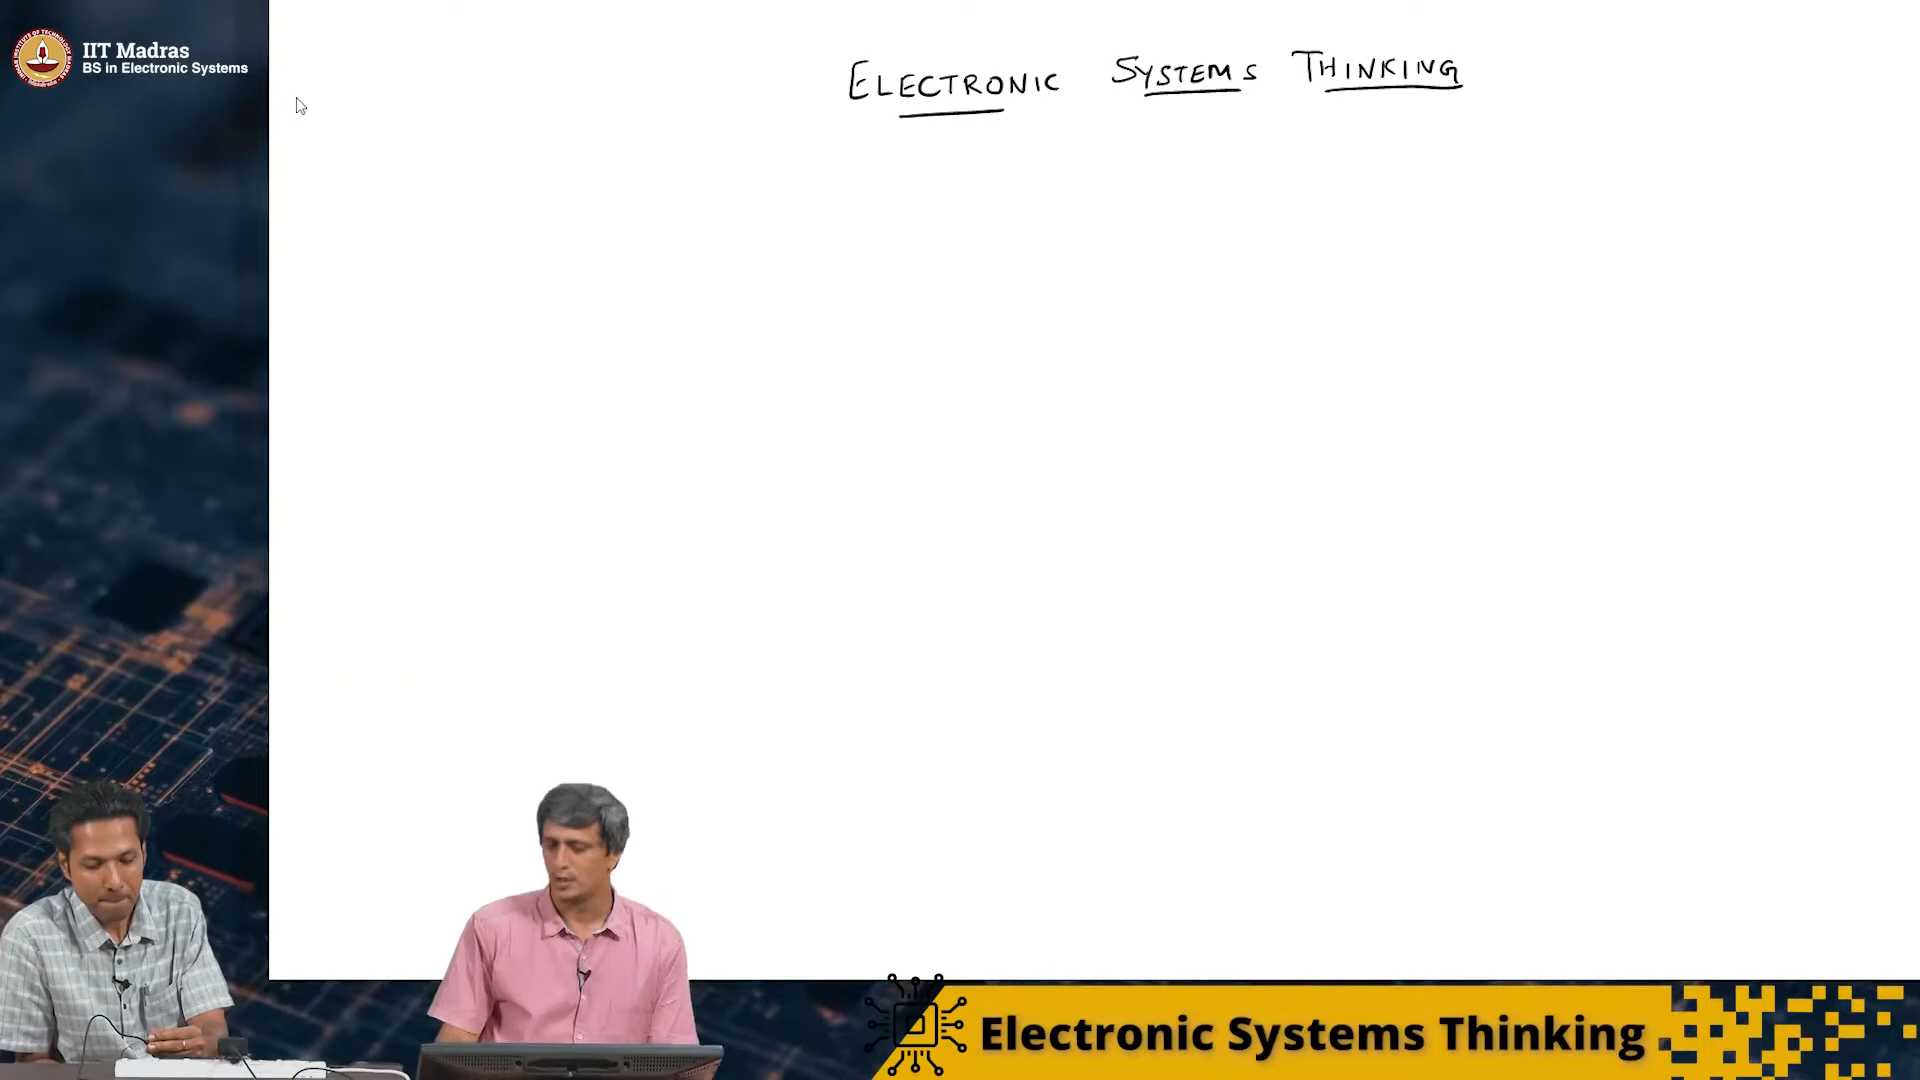 IIT Madras
BS in Electronic Systems
ELECTRONIC SYSTEMS THINKING
Electronic Systems Thinking